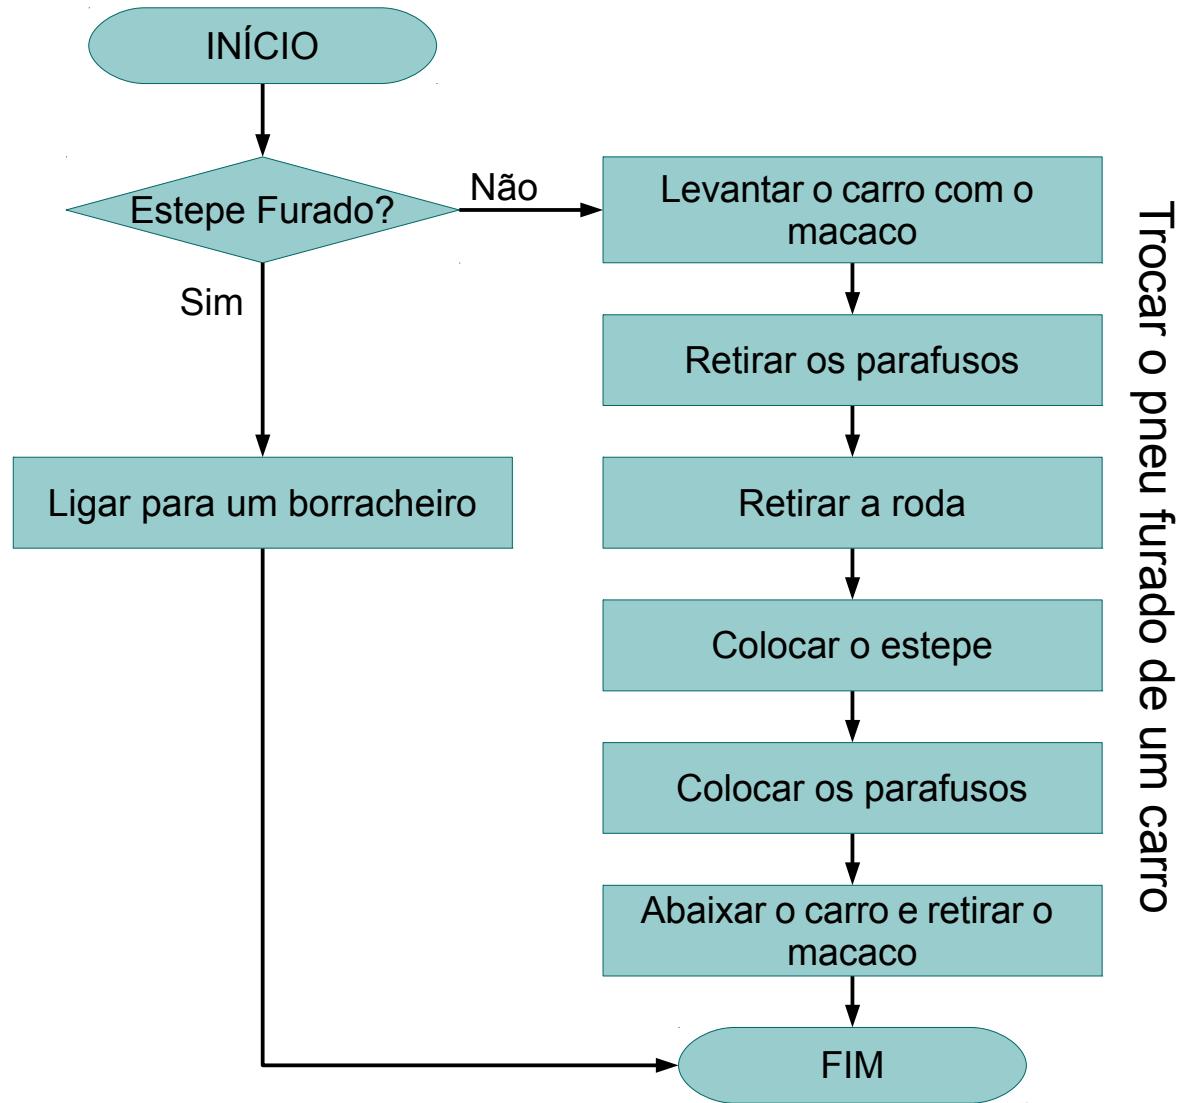 INÍCIO
Estepe Furado?
Não
Sim
Ligar para um borracheiro
Levantar o carro com o
macaco
Retirar os parafusos
Retirar a roda
Colocar o estepe
Colocar os parafusos
Abaixar o carro e retirar o
macaco
FIM
Trocar o pneu furado de um carro